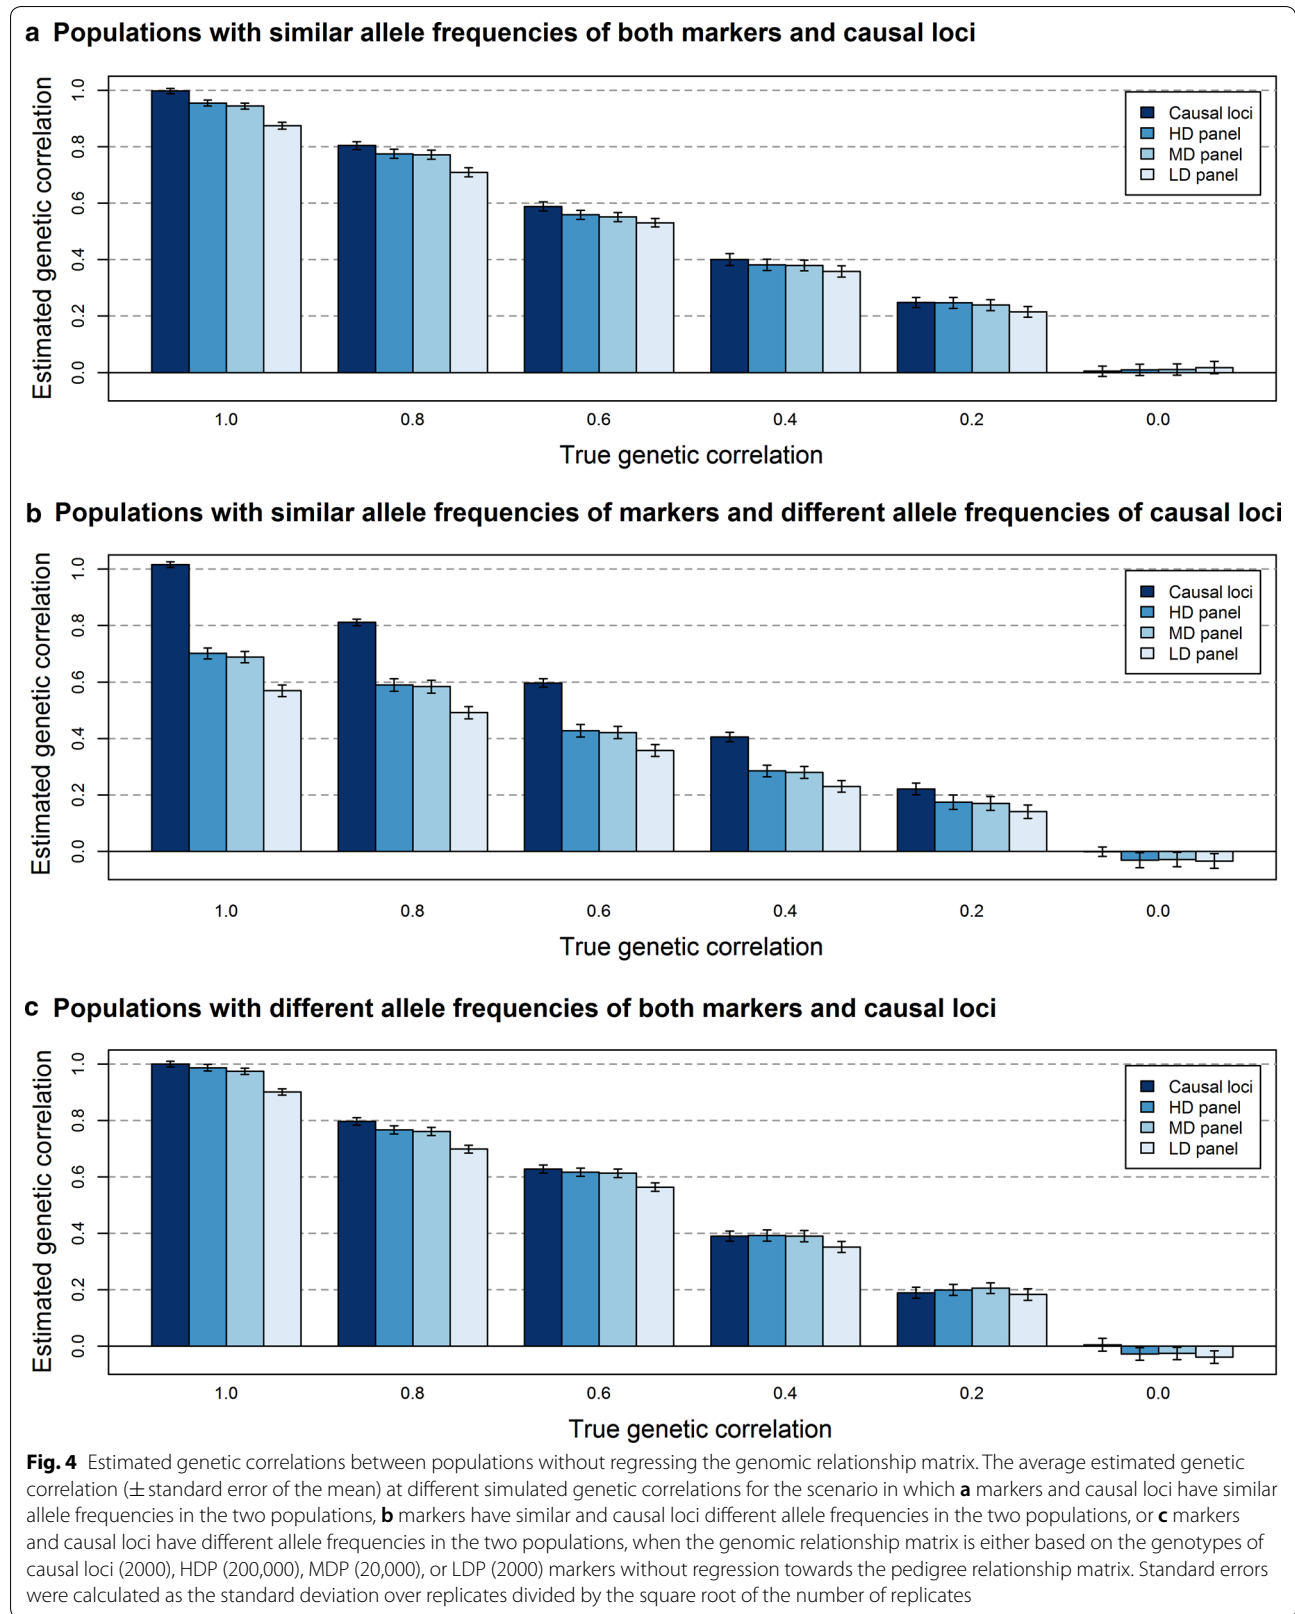 a Populations with similar allele frequencies of both markers and causal loci
Estimated genetic correlation
1.0
0.8
0.6
0.4
0.2
0.0
Causal loci
HD panel
MD panel
LD panel
1.0 0.8 0.6 0.4 0.2 0.0
True genetic correlation
b Populations with similar allele frequencies of markers and different allele frequencies of causal loci
Estimated genetic correlation
1.0
0.8
0.6
0.4
0.2
0.0
Causal loci
HD panel
MD panel
LD panel
1.0 0.8 0.6 0.4 0.2 0.0
True genetic correlation
c Populations with different allele frequencies of both markers and causal loci
Estimated genetic correlation
1.0
0.8
0.6
0.4
0.2
0.0
Causal loci
HD panel
MD panel
LD panel
1.0 0.8 0.6 0.4 0.2 0.0
True genetic correlation
Fig. 4 Estimated genetic correlations between populations without regressing the genomic relationship matrix. The average estimated genetic
correlation (± standard error of the mean) at different simulated genetic correlations for the scenario in which a markers and causal loci have similar
allele frequencies in the two populations, b markers have similar and causal loci different allele frequencies in the two populations, or c markers
and causal loci have different allele frequencies in the two populations, when the genomic relationship matrix is either based on the genotypes of
causal loci (2000), HDP (200,000), MDP (20,000), or LDP (2000) markers without regression towards the pedigree relationship matrix. Standard errors
were calculated as the standard deviation over replicates divided by the square root of the number of replicates